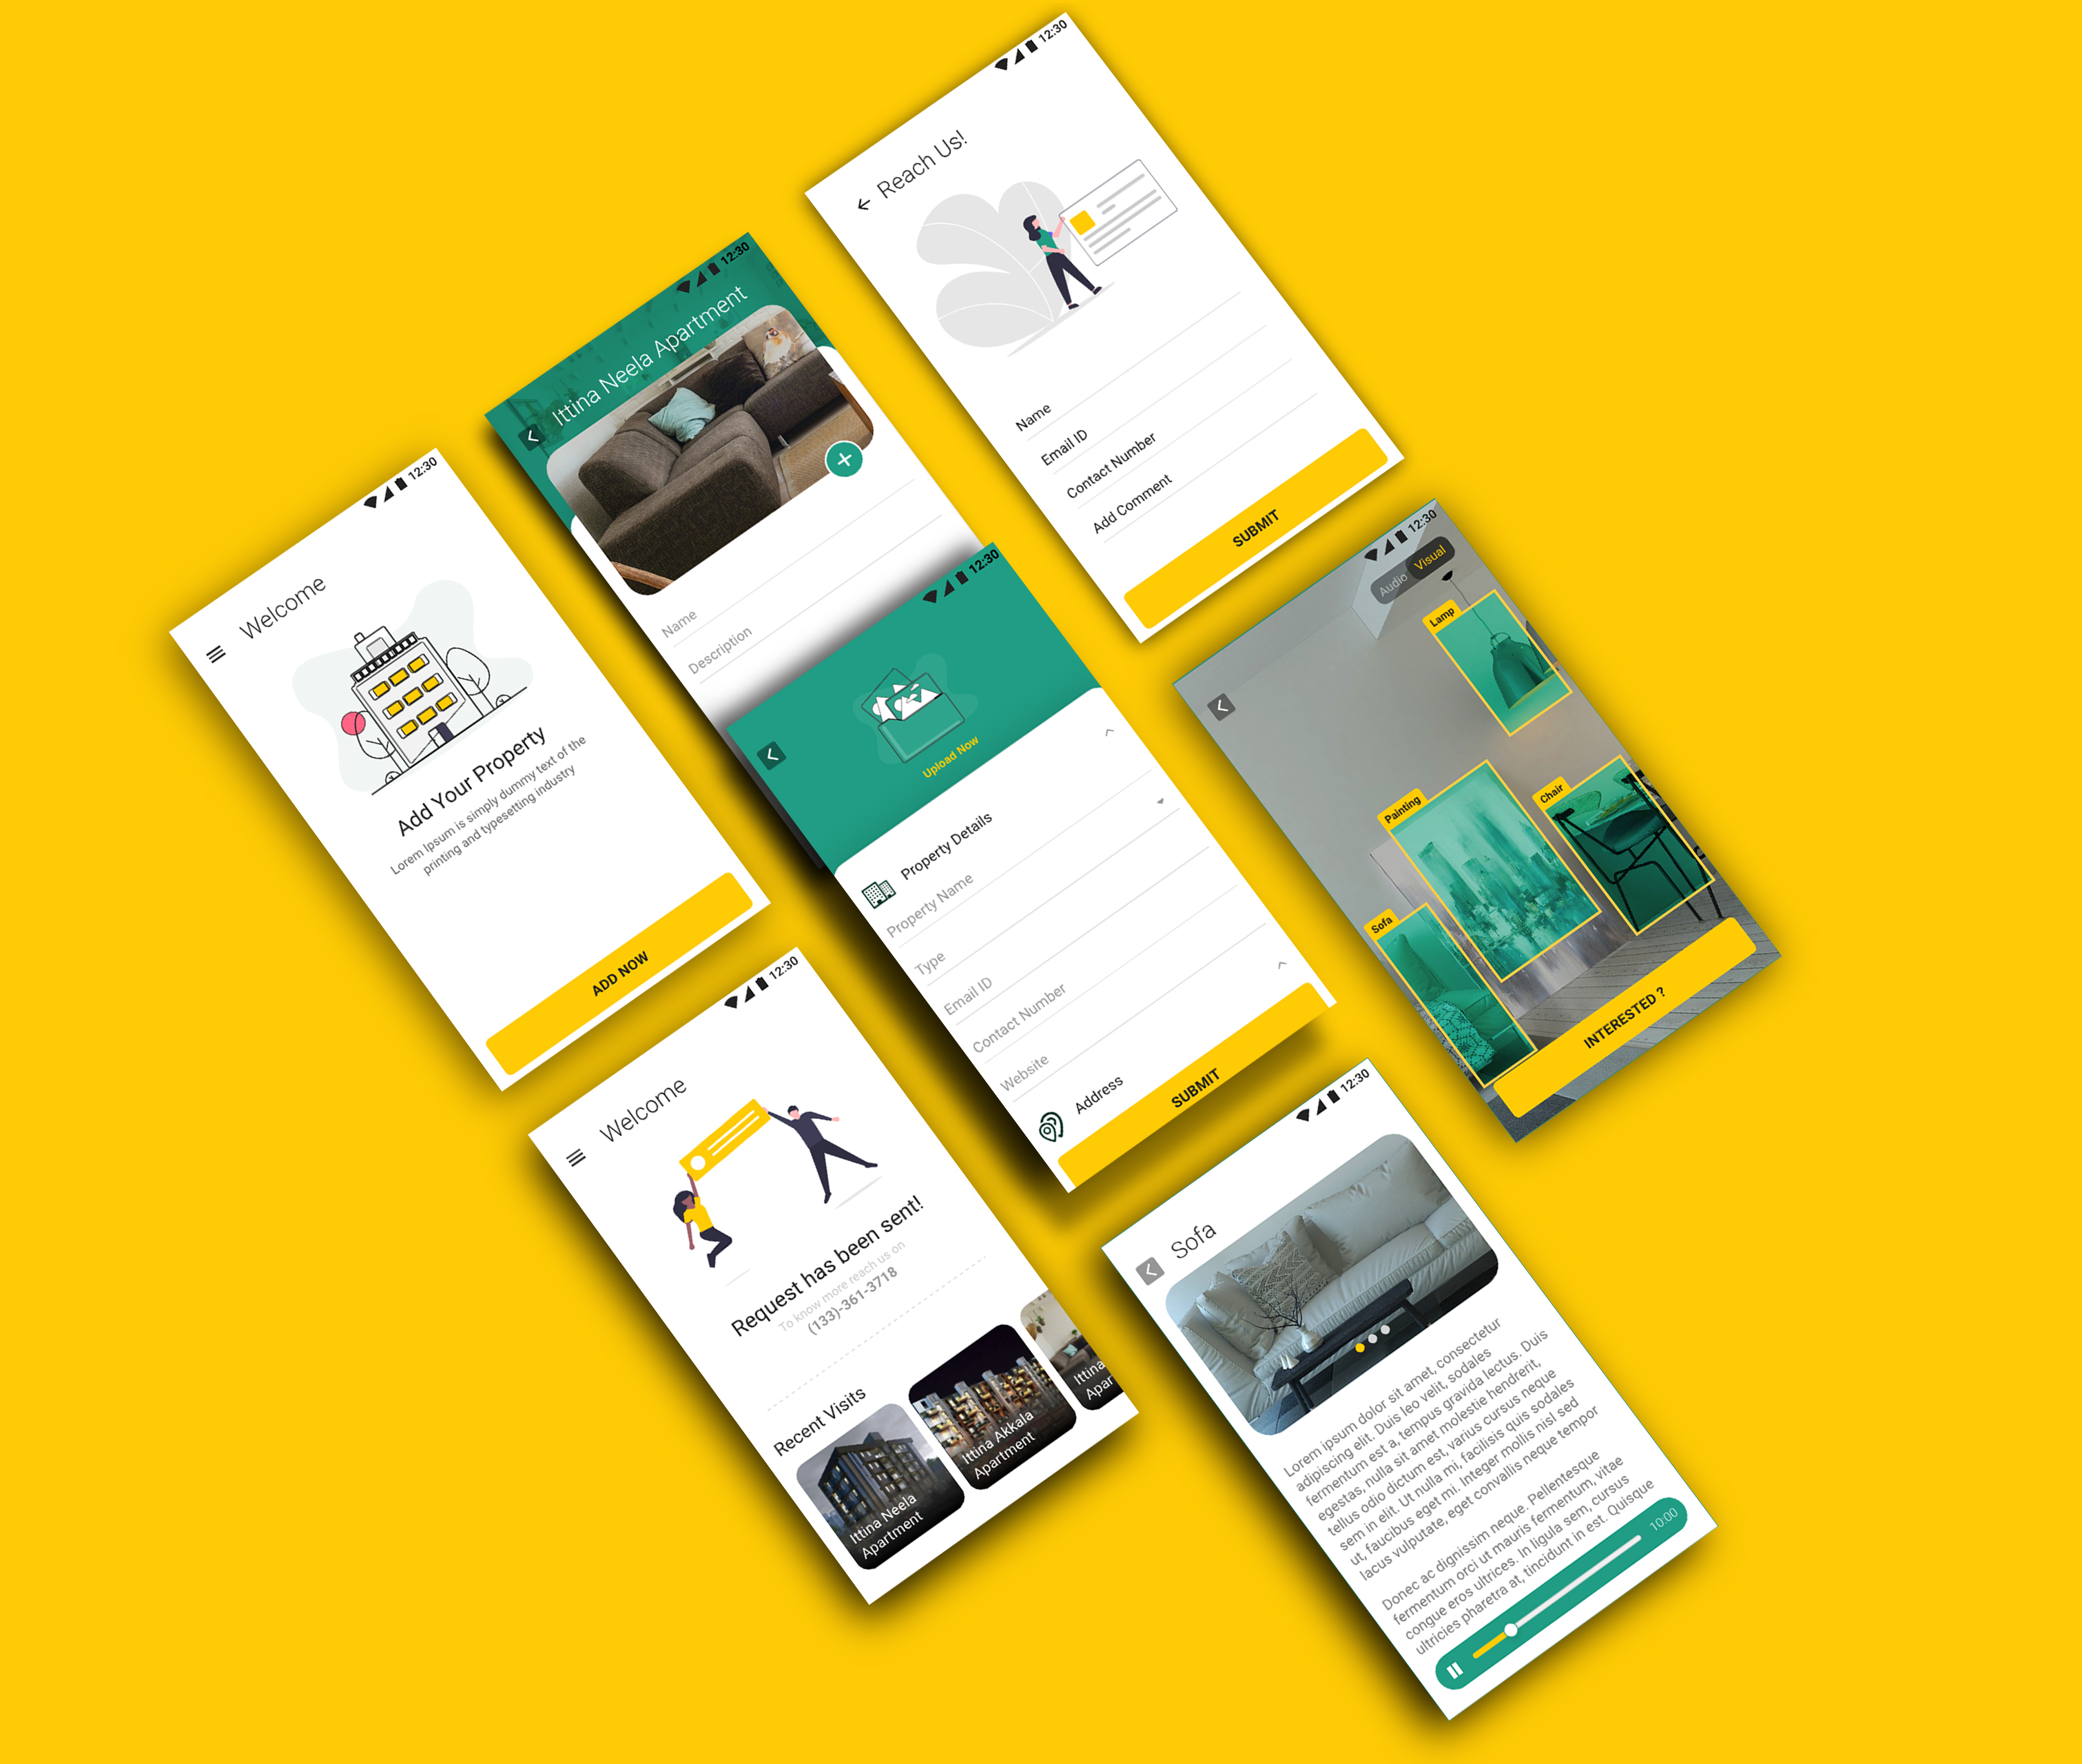 12:30
Welcome
Add Your Property
Lorem Ipsum is simply dummy text of the
printing and typesetting industry
ADD NOW
12:30
Ittina Neela Apartment
Name
Description
12:30
Reach Us!
Name
Email ID
Contact Number
Add Comment
SUBMIT
12:30
Upload Now
Property Details
Property Name
Type
Email ID
Contact Number
Website
Address
SUBMIT
12:30
Audio Visual
Lamp
Painting
Chair
Sofa
INTERESTED ?
12:30
Welcome
Request has been sent!
To know more reach us on
(133)-361-3718
Recent Visits
Ittina Neela
Apartment
Ittina Akkala
Apartment
Ittina
Apar
12:30
Sofa
Lorem ipsum dolor sit amet, consectetur
adipiscing elit. Duis leo velit, sodales
fermentum est a, tempus gravida lectus. Duis
egestas, nulla sit amet molestie hendrerit,
tellus odio dictum est, varius cursus neque
sem in elit. Ut nulla mi, facilisis quis sodales
ut, faucibus eget mi. Integer mollis nisl sed
lacus vulputate, eget convallis neque tempor
Donec ac dignissim neque. Pellentesque
fermentum orci ut mauris fermentum, vitae
congue eros ultrices. In ligula sem, cursus
ultricies pharetra at, tincidunt in est. Quisque
10:00